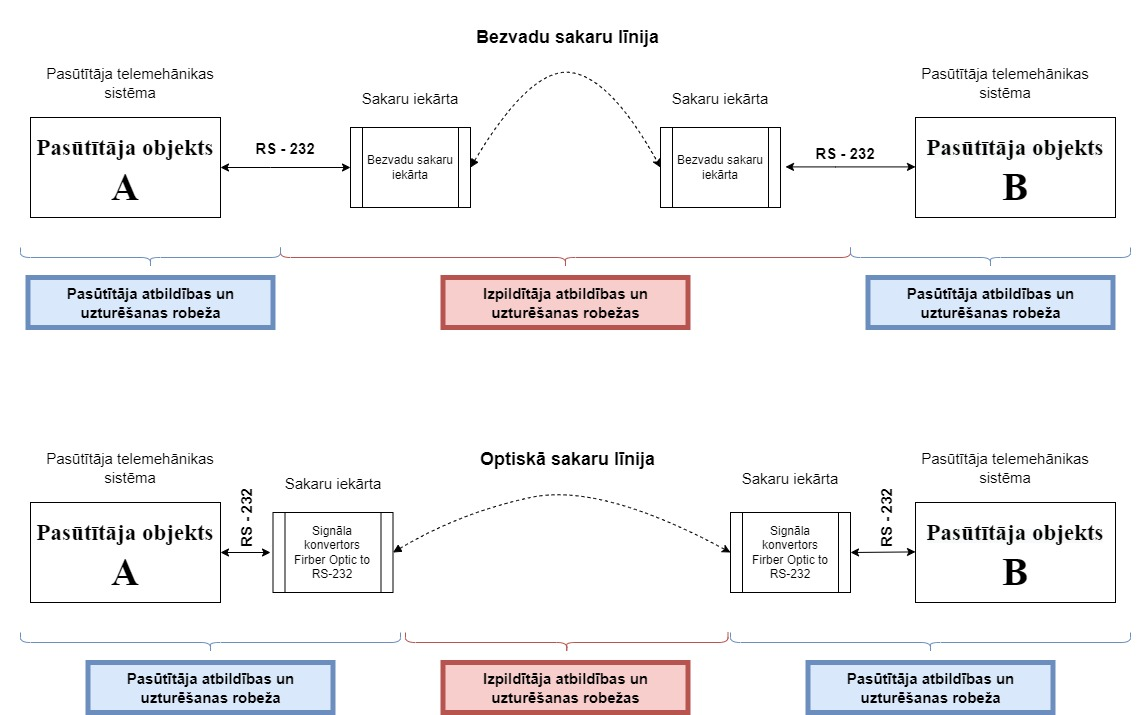 Bezvadu sakaru līnija
Pasūtītāja telemehānikas
sistēma
Sakaru iekārta
Sakaru iekārta
Pasūtītāja telemehānikas
sistēma
Pasūtītāja objekts
A
RS - 232
Bezvadu sakaru
iekārta
Bezvadu sakaru
iekārta
RS - 232
Pasūtītāja objekts
B
Pasūtītāja atbildības un
uzturēšanas robeža
Izpildītāja atbildības un
uzturēšanas robežas
Pasūtītāja atbildības un
uzturēšanas robeža
Optiskā sakaru līnija
Pasūtītāja telemehānikas
sistēma
Sakaru iekārta
Sakaru iekārta
Pasūtītāja telemehānikas
sistēma
Pasūtītāja objekts
A
RS - 232
Signāla
konvertors
Firber Optic to
RS-232
Signāla
konvertors
Firber Optic to
RS-232
RS - 232
Pasūtītāja objekts
B
Pasūtītāja atbildības un
uzturēšanas robeža
Izpildītāja atbildības un
uzturēšanas robežas
Pasūtītāja atbildības un
uzturēšanas robeža